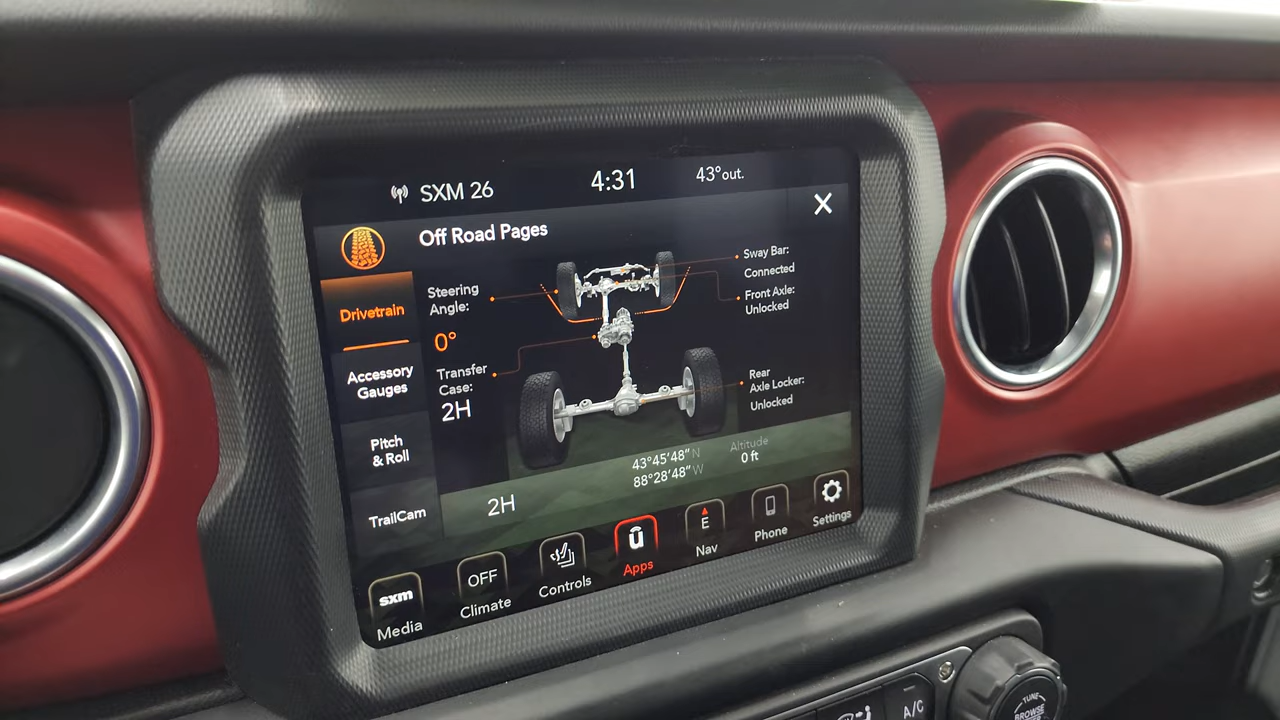 SXM 26
4:31
43° out.
Off Road Pages
Drivetrain
Accessory
Gauges
Pitch
& Roll
TrailCam
Steering
Angle:
0°
Transfer
Case:
2H
Sway Bar:
Connected
Front Axle:
Unlocked
Rear
Axle Locker:
Unlocked
2H
43°45'48" N
88°28'48" W
Altitude
0 ft
sxm
Media
OFF
Climate
Controls
Apps
E
Nav
Phone
Settings
A/C
TUNE
BROWSE